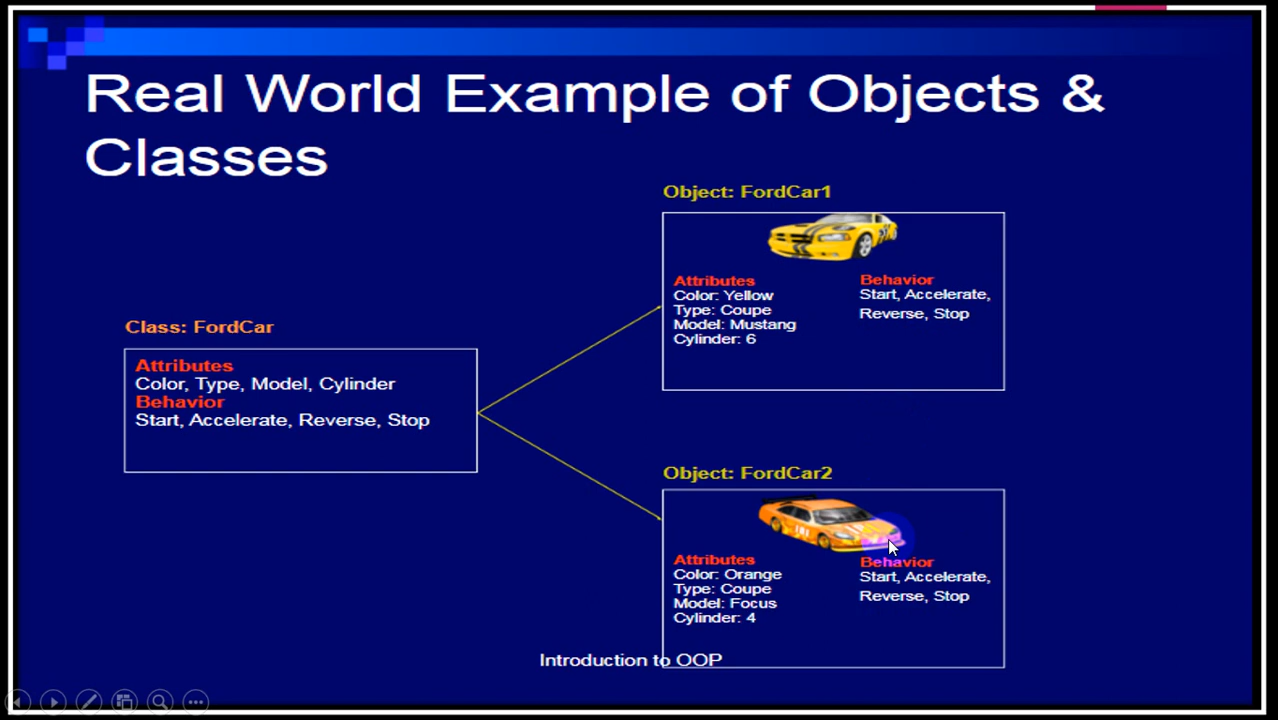 Real World Example of Objects &
Classes
Object: FordCar1
Attributes
Color: Yellow
Type: Coupe
Model: Mustang
Cylinder: 6
Behavior
Start, Accelerate,
Reverse, Stop
Class: FordCar
Attributes
Color, Type, Model, Cylinder
Behavior
Start, Accelerate, Reverse, Stop
Object: FordCar2
Attributes
Color: Orange
Type: Coupe
Model: Focus
Cylinder: 4
Behavior
Start, Accelerate,
Reverse, Stop
Introduction to OOP